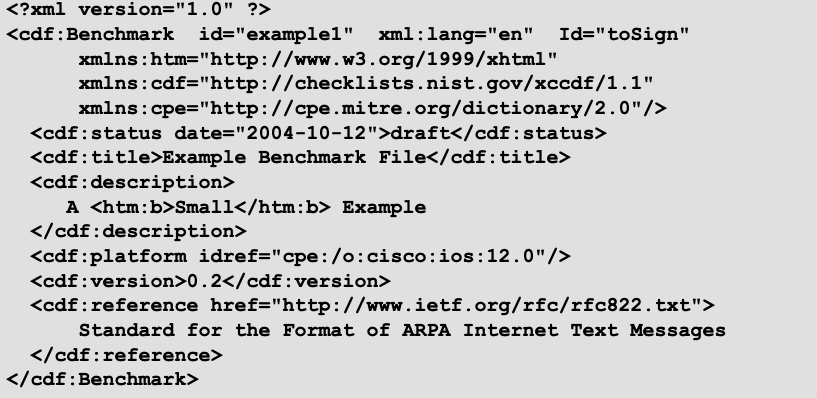 <?xml version="1.0" ?>
<cdf:Benchmark  id="example1"  xml:lang="en"  Id="toSign"
      xmlns:htm="http://www.w3.org/1999/xhtml"
      xmlns:cdf="http://checklists.nist.gov/xccdf/1.1"
      xmlns:cpe="http://cpe.mitre.org/dictionary/2.0"/>
  <cdf:status date="2004-10-12">draft</cdf:status>
  <cdf:title>Example Benchmark File</cdf:title>
  <cdf:description>
     A <htm:b>Small</htm:b> Example
  </cdf:description>
  <cdf:platform idref="cpe:/o:cisco:ios:12.0"/>
  <cdf:version>0.2</cdf:version>
  <cdf:reference href="http://www.ietf.org/rfc/rfc822.txt">
      Standard for the Format of ARPA Internet Text Messages
  </cdf:reference>
</cdf:Benchmark>